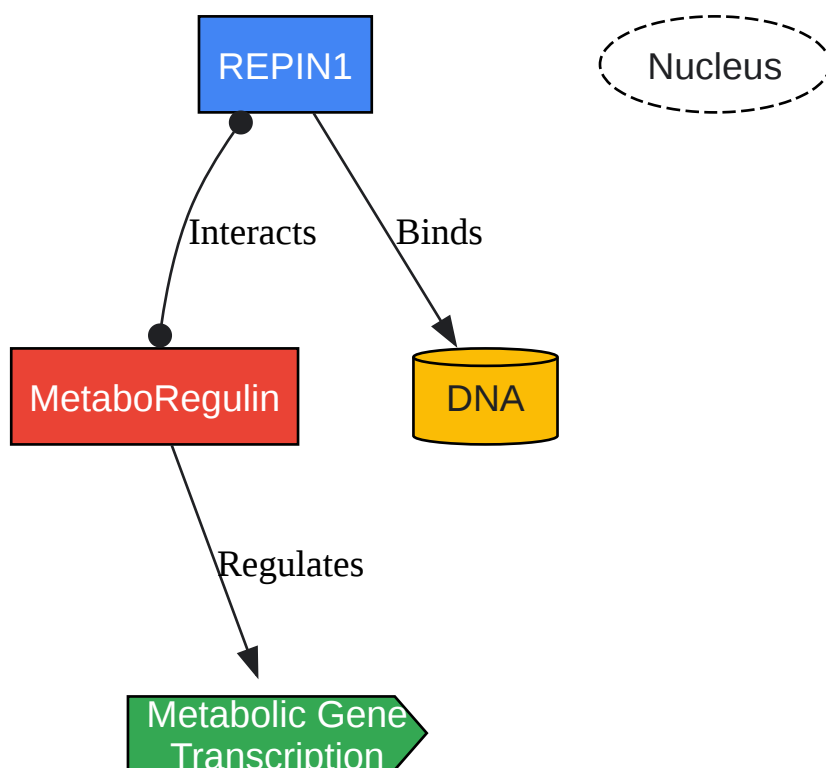 REPIN1
Nucleus
Interacts
Binds
MetaboRegulin
DNA
Regulates
Metabolic Gene
Transcription